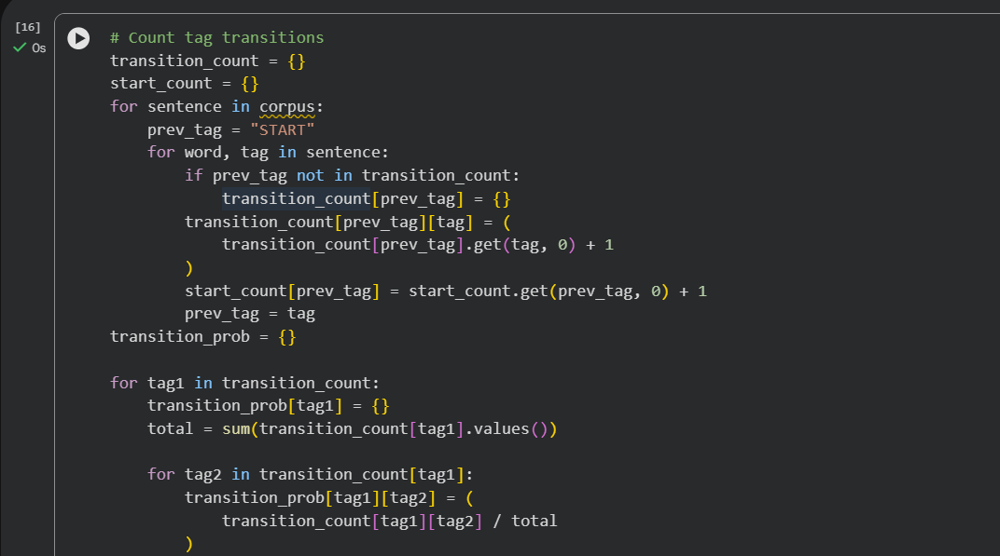 [16]
✓ 0s
# Count tag transitions
transition_count = {}
start_count = {}
for sentence in corpus:
    prev_tag = "START"
    for word, tag in sentence:
        if prev_tag not in transition_count:
            transition_count[prev_tag] = {}
        transition_count[prev_tag][tag] = (
            transition_count[prev_tag].get(tag, 0) + 1
        )
        start_count[prev_tag] = start_count.get(prev_tag, 0) + 1
        prev_tag = tag
transition_prob = {}

for tag1 in transition_count:
    transition_prob[tag1] = {}
    total = sum(transition_count[tag1].values())

    for tag2 in transition_count[tag1]:
        transition_prob[tag1][tag2] = (
            transition_count[tag1][tag2] / total
        )